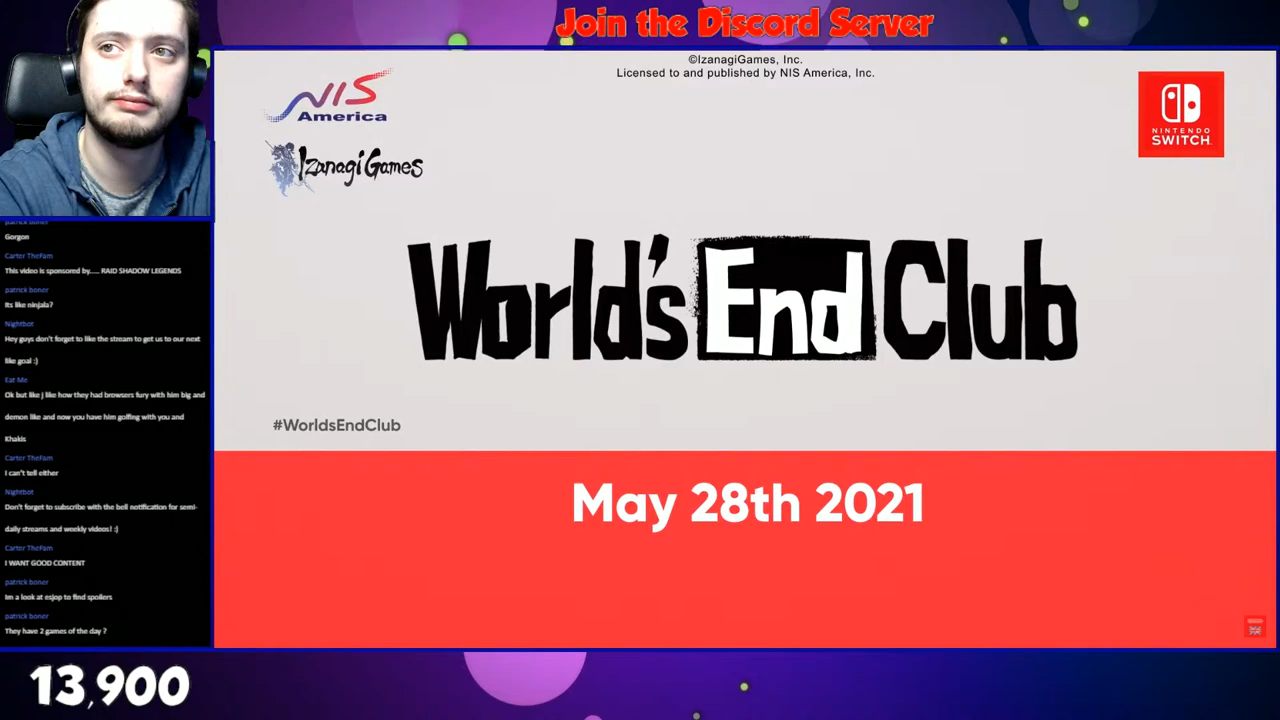 Join the Discord Server
©IzanagiGames, Inc.
Licensed to and published by NIS America, Inc.
NIS
America
IzanagiGames
NINTENDO
SWITCH
World's End Club
#WorldsEndClub
May 28th 2021
patrick boner
Gorgon
Carter TheFam
This video is sponsored by..... RAID SHADOW LEGENDS
patrick boner
Its like ninjala?
Nightbot
Hey guys don't forget to like the stream to get us to our next
like goal :)
Eat Me
Ok but like j like how they had browsers fury with him big and
demon like and now you have him golfing with you and
Khakis
Carter TheFam
I can't tell either
Nightbot
Don't forget to subscribe with the bell notification for semi-
daily streams and weekly videos! :)
Carter TheFam
I WANT GOOD CONTENT
patrick boner
Im a look at esjop to find spoilers
patrick boner
They have 2 games of the day ?
13,900